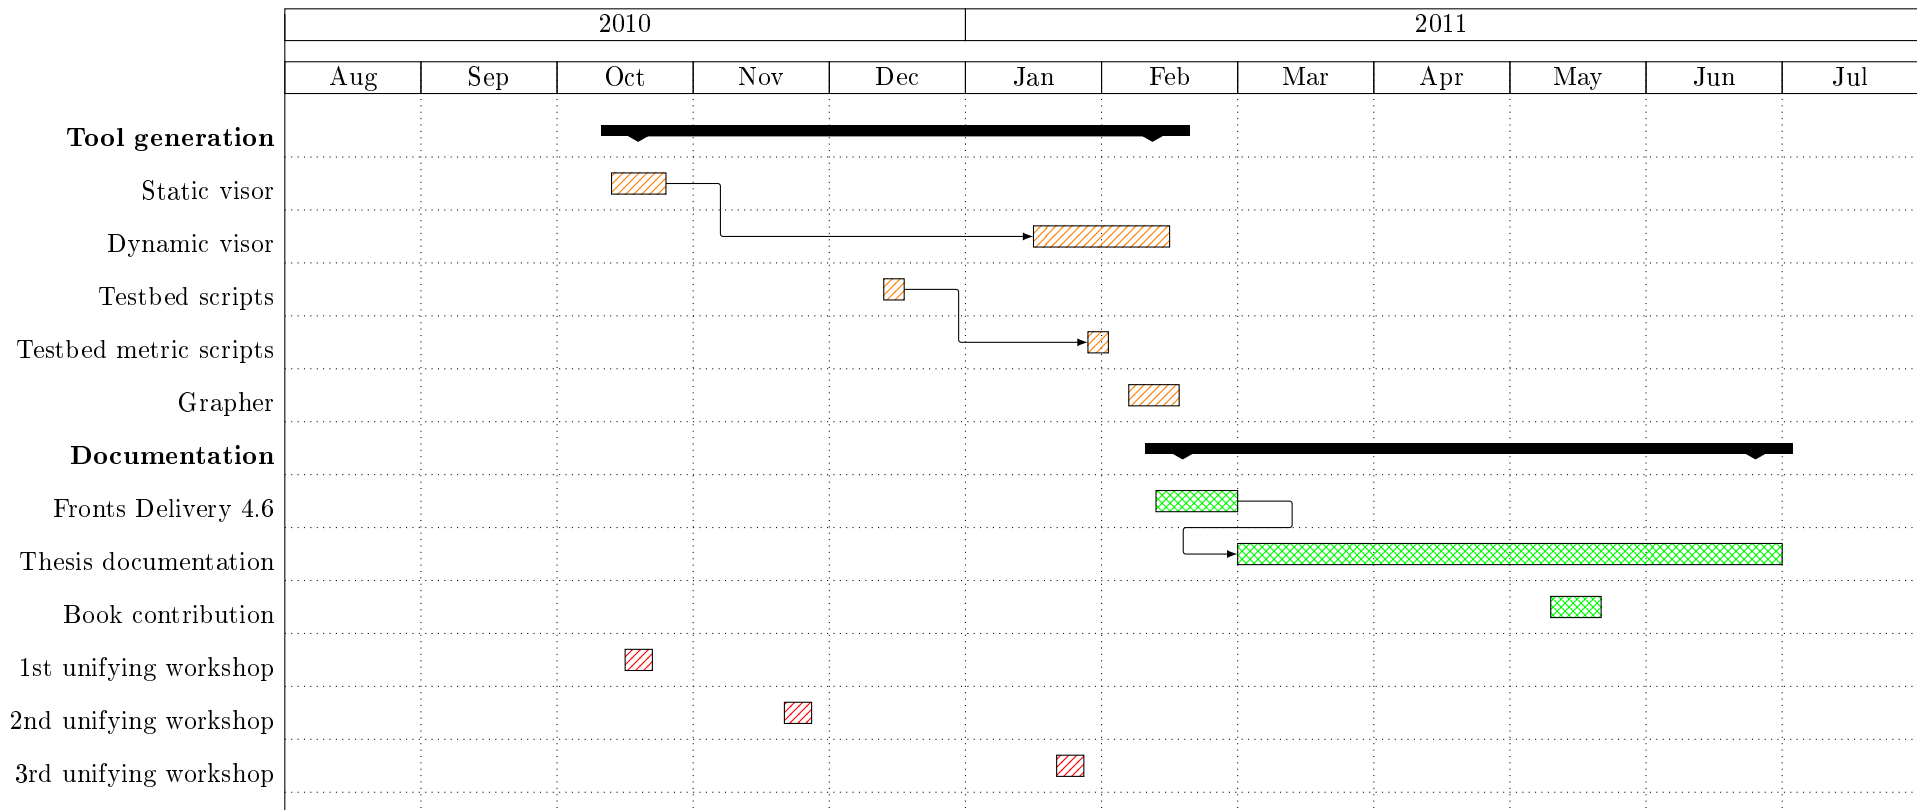 2010 2011
Aug Sep Oct Nov Dec Jan Feb Mar Apr May Jun Jul
Tool generation
Static visor
Dynamic visor
Testbed scripts
Testbed metric scripts
Grapher
Documentation
Fronts Delivery 4.6
Thesis documentation
Book contribution
1st unifying workshop
2nd unifying workshop
3rd unifying workshop